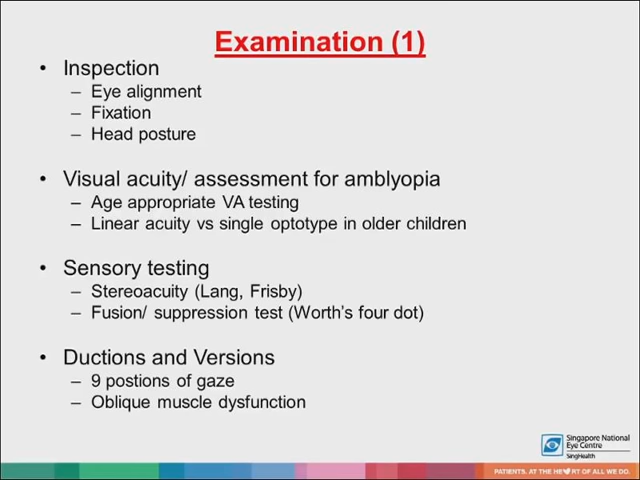 Examination (1)
• Inspection
– Eye alignment
– Fixation
– Head posture
• Visual acuity/ assessment for amblyopia
– Age appropriate VA testing
– Linear acuity vs single optotype in older children
• Sensory testing
– Stereoacuity (Lang, Frisby)
– Fusion/ suppression test (Worth's four dot)
• Ductions and Versions
– 9 postions of gaze
– Oblique muscle dysfunction
Singapore National
Eye Centre
SingHealth
PATIENTS. AT THE HE♥RT OF ALL WE DO.